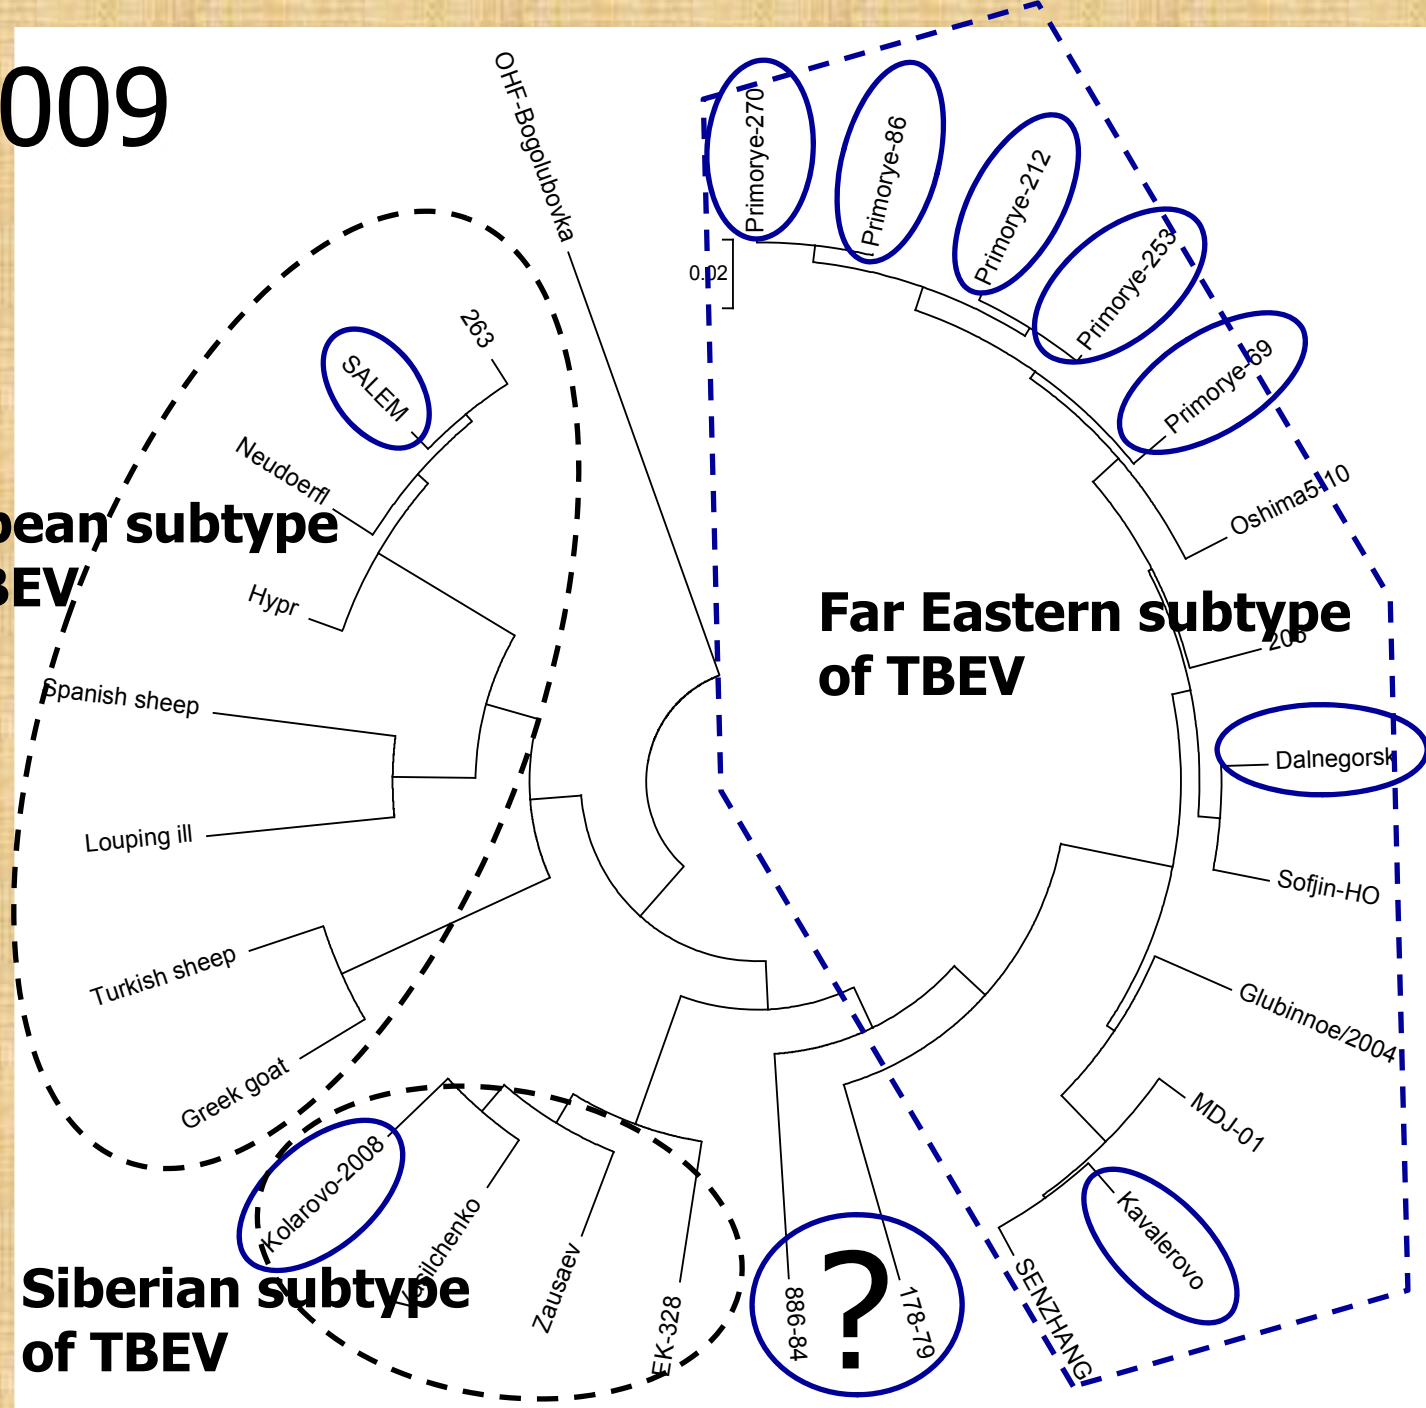 009
OHF-Bogolubovka
Primorye-270
Primorye-86
Primorye-212
Primorye-253
Primorye-69
Oshima5-10
0.02
263
SALEM
Neudoerfl
pean subtype
BEV
Hypr
Far Eastern subtype
of TBEV
205
Spanish sheep
Dalnegorsk
Louping ill
Sofjin-HO
Turkish sheep
Glubinnoe/2004
Greek goat
MDJ-01
Kolarovo-2008
Kavalerovo
Zausaev
EK-328
886-84
?
178-79
SENZHANG
Siberian subtype
of TBEV